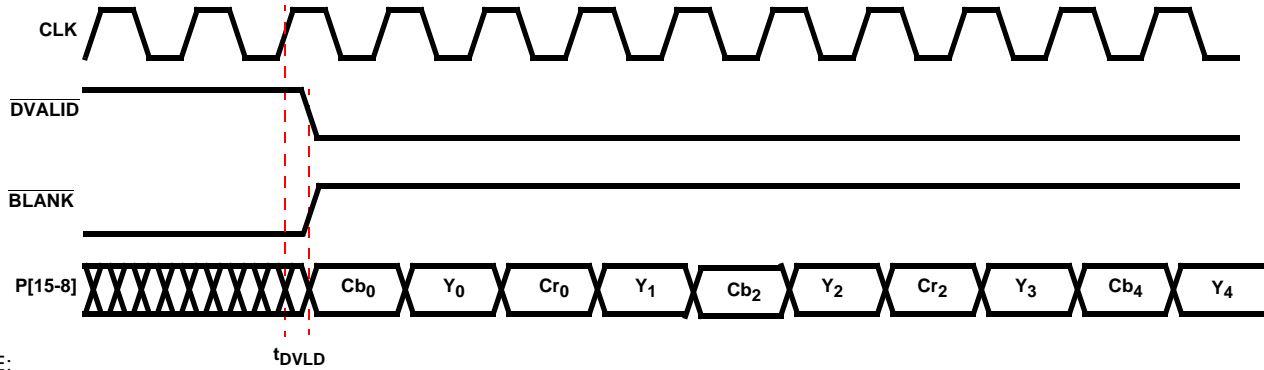 CLK
DVALID
BLANK
P[15-8] Cb0 Y0 Cr0 Y1 Cb2 Y2 Cr2 Y3 Cb4 Y4
tDVLD
E: